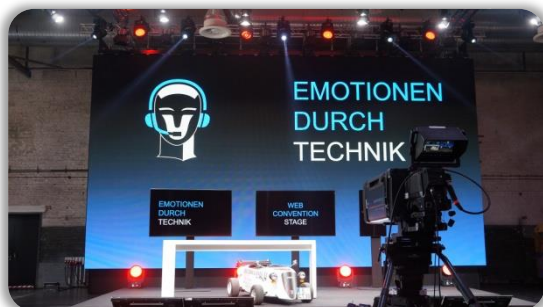 EMOTIONEN
DURCH
TECHNIK
EMOTIONEN
DURCH
TECHNIK
WEB
CONVENTION
STAGE